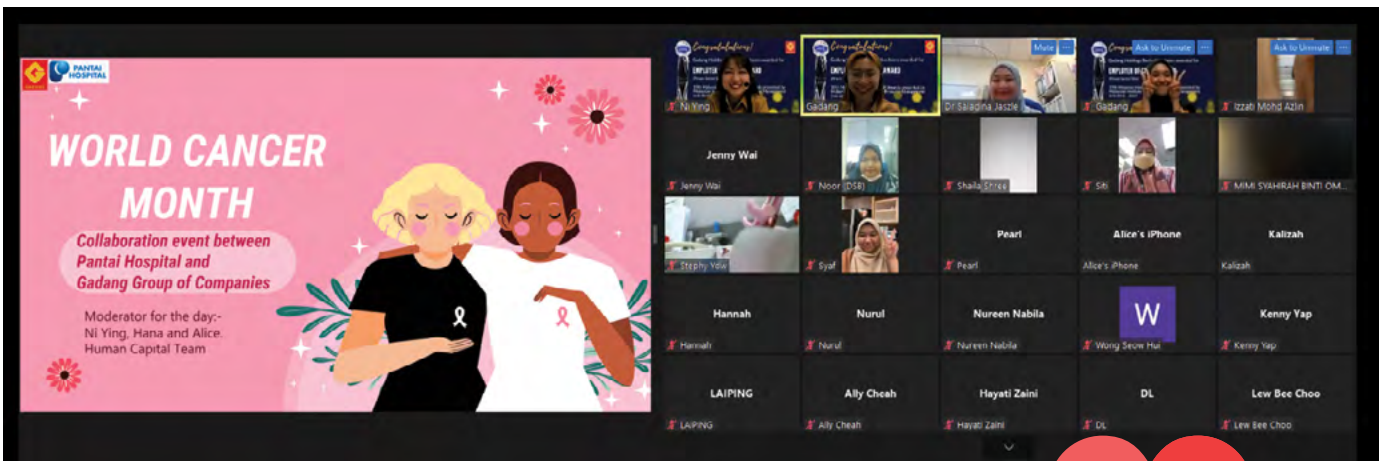 PANTAI
HOSPITAL
WORLD CANCER
MONTH
Collaboration event between
Pantai Hospital and
Gadang Group of Companies
Moderator for the day:-
Ni Ying, Hana and Alice.
Human Capital Team
Congratulations!
Ni Ying
Congratulations!
AWARD
Gadang
Mute
Dr Salagina Jaszle
Ask to Unmute
Gadang
Ask to Unmute
Izzati Mohd Azlin
Jenny Wai
Jenny Wai
Noor (DSB)
Shaila Shree
Siti
MIMI SYAHIRAH BINTI OM...
Stephy Yow
Syaf
Pearl
Pearl
Alice's iPhone
Alice's iPhone
Kalizah
Kalizah
Hannah
Hannah
Nurul
Nurul
Nureen Nabila
Nureen Nabila
W
Wong Seow Hui
Kenny Yap
Kenny Yap
LAIPING
LAIPING
Ally Cheah
Ally Cheah
Hayati Zaini
Hayati Zaini
DL
DL
Lew Bee Choo
Lew Bee Choo